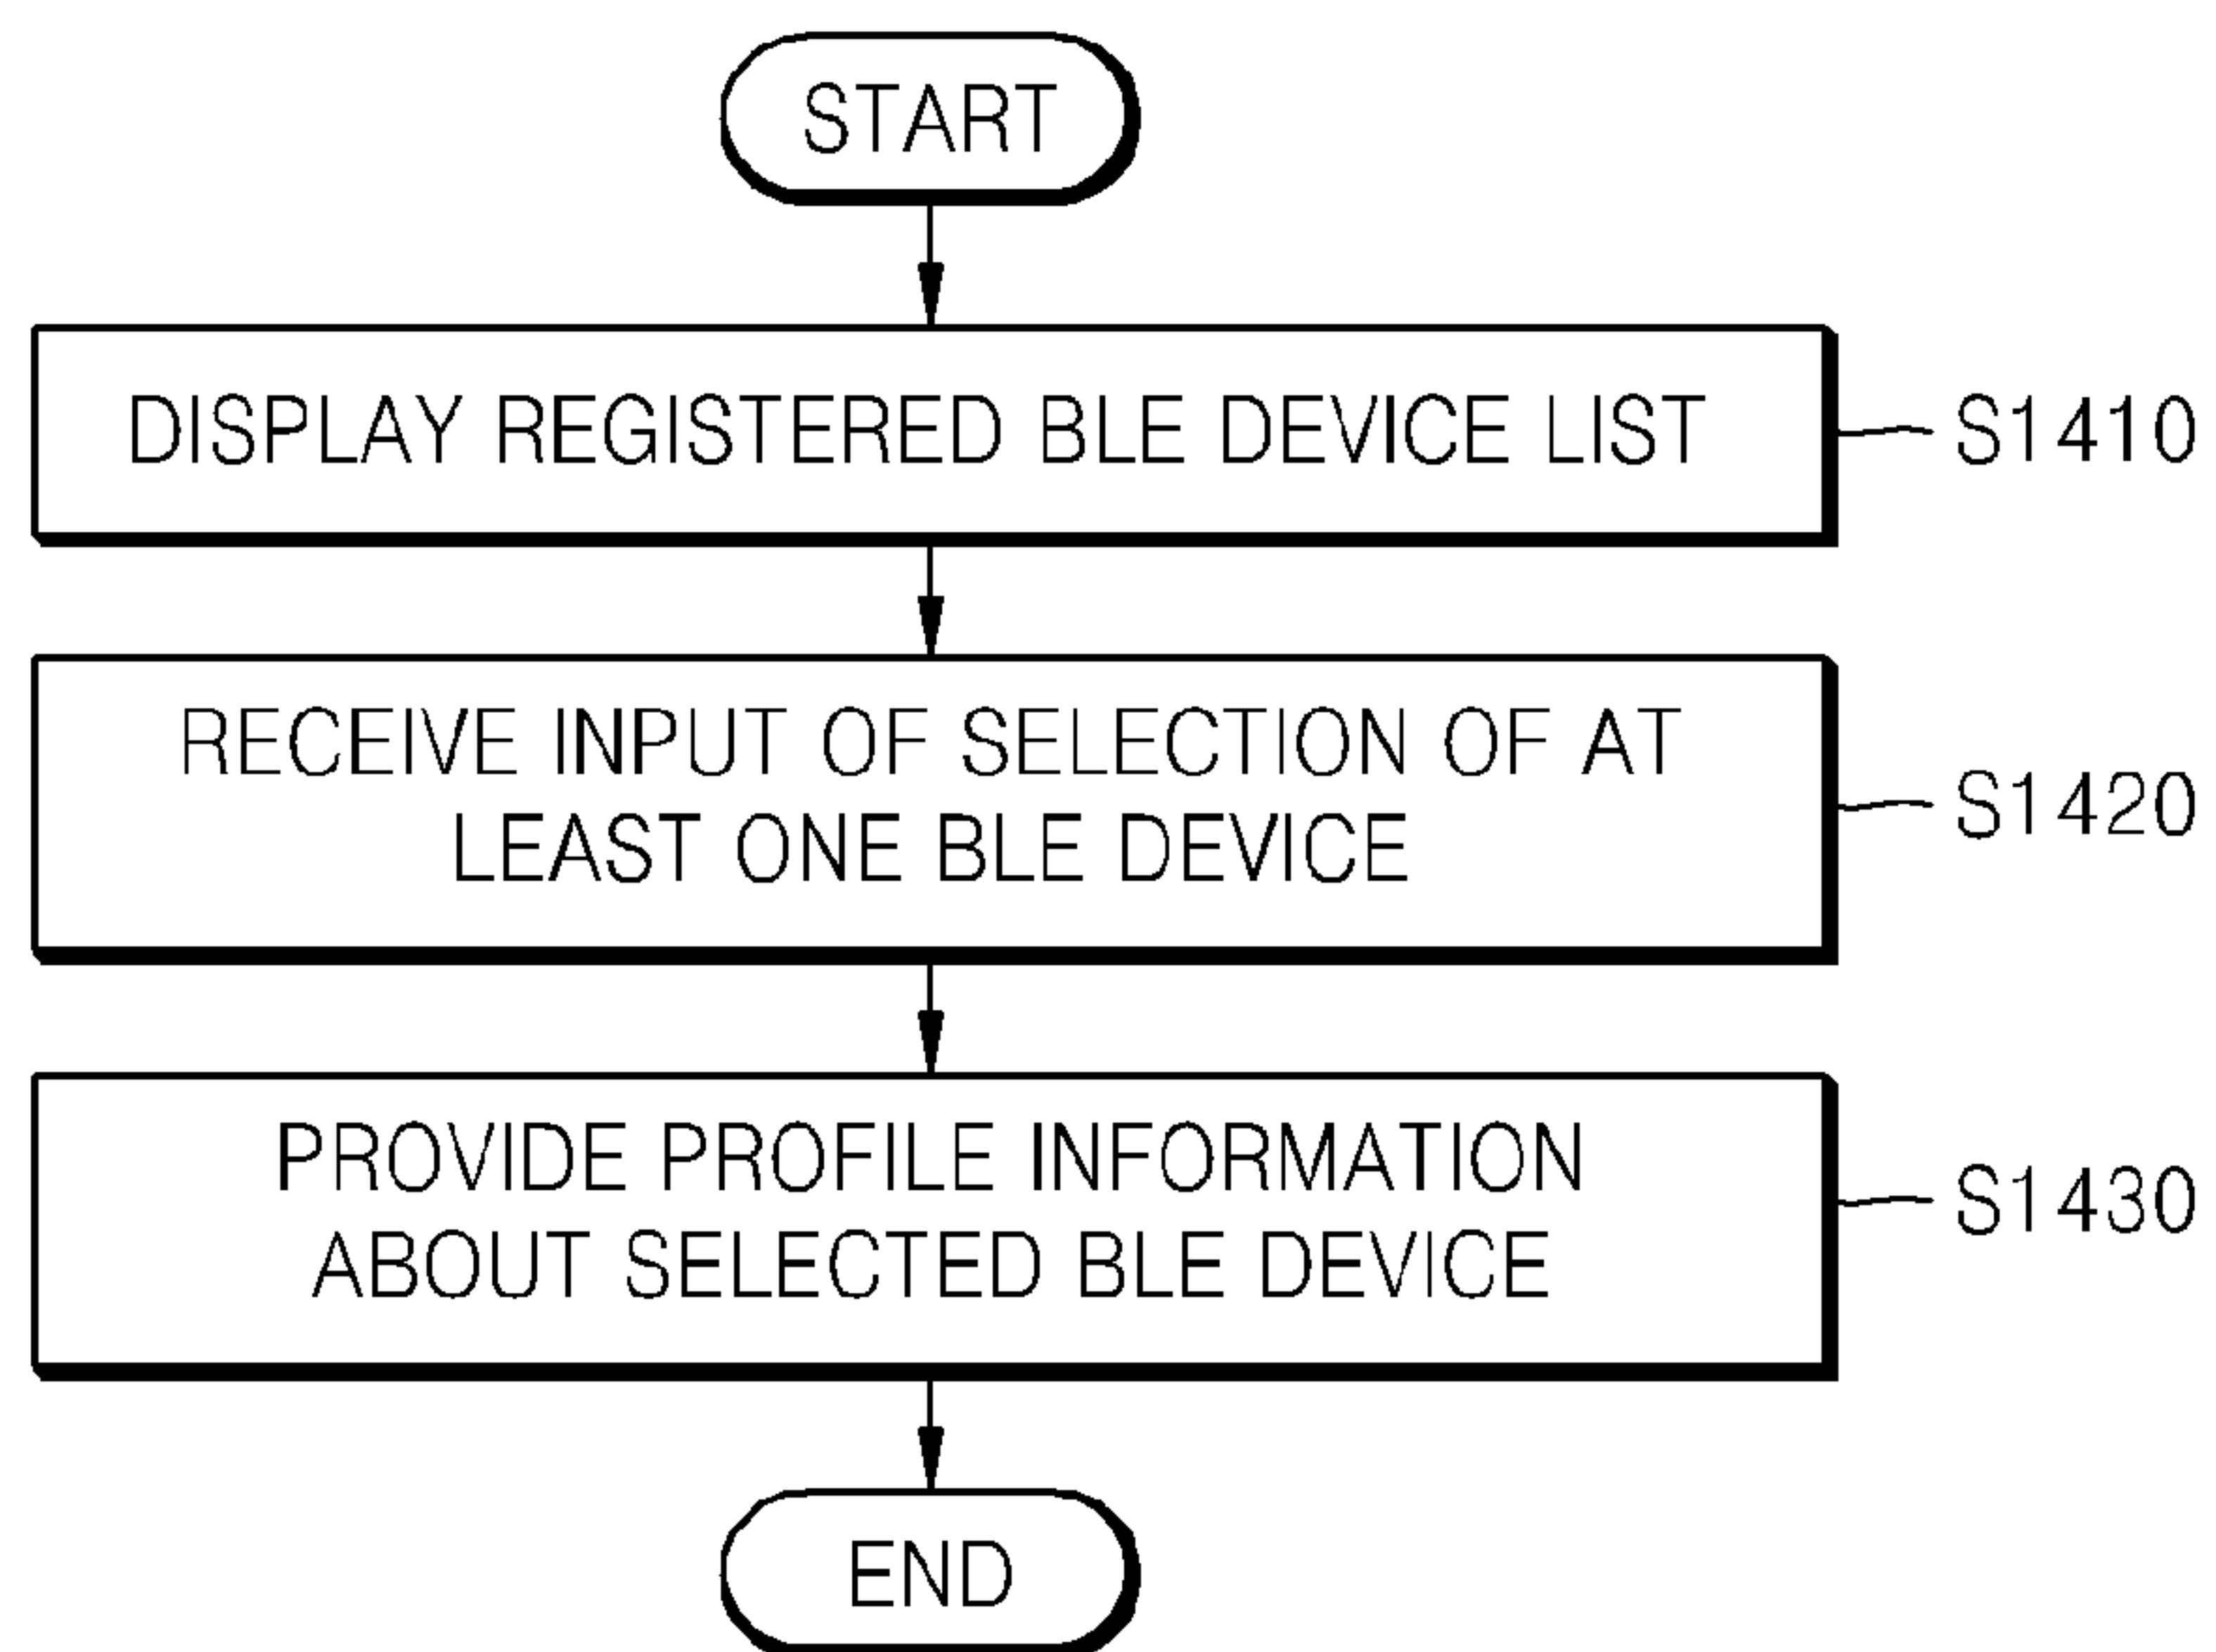 START
DISPLAY REGISTERED BLE DEVICE LIST
S1410
RECEIVE INPUT OF SELECTION OF AT
LEAST ONE BLE DEVICE
S1420
PROVIDE PROFILE INFORMATION
ABOUT SELECTED BLE DEVICE
S1430
END